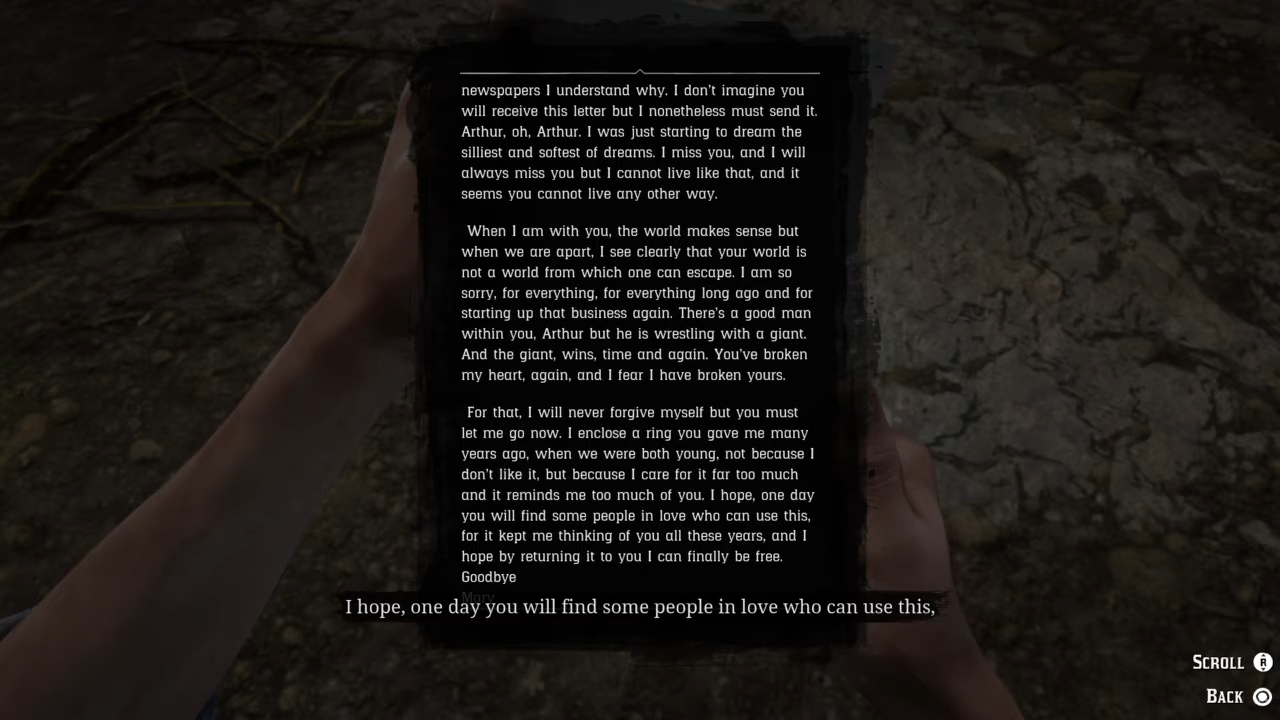 newspapers I understand why. I don't imagine you
will receive this letter but I nonetheless must send it.
Arthur, oh, Arthur. I was just starting to dream the
silliest and softest of dreams. I miss you, and I will
always miss you but I cannot live like that, and it
seems you cannot live any other way.
When I am with you, the world makes sense but
when we are apart, I see clearly that your world is
not a world from which one can escape. I am so
sorry, for everything, for everything long ago and for
starting up that business again. There's a good man
within you, Arthur but he is wrestling with a giant.
And the giant, wins, time and again. You've broken
my heart, again, and I fear I have broken yours.
For that, I will never forgive myself but you must
let me go now. I enclose a ring you gave me many
years ago, when we were both young, not because I
don't like it, but because I care for it far too much
and it reminds me too much of you. I hope, one day
you will find some people in love who can use this,
for it kept me thinking of you all these years, and I
hope by returning it to you I can finally be free.
Goodbye
Mary
I hope, one day you will find some people in love who can use this,
SCROLL R
BACK